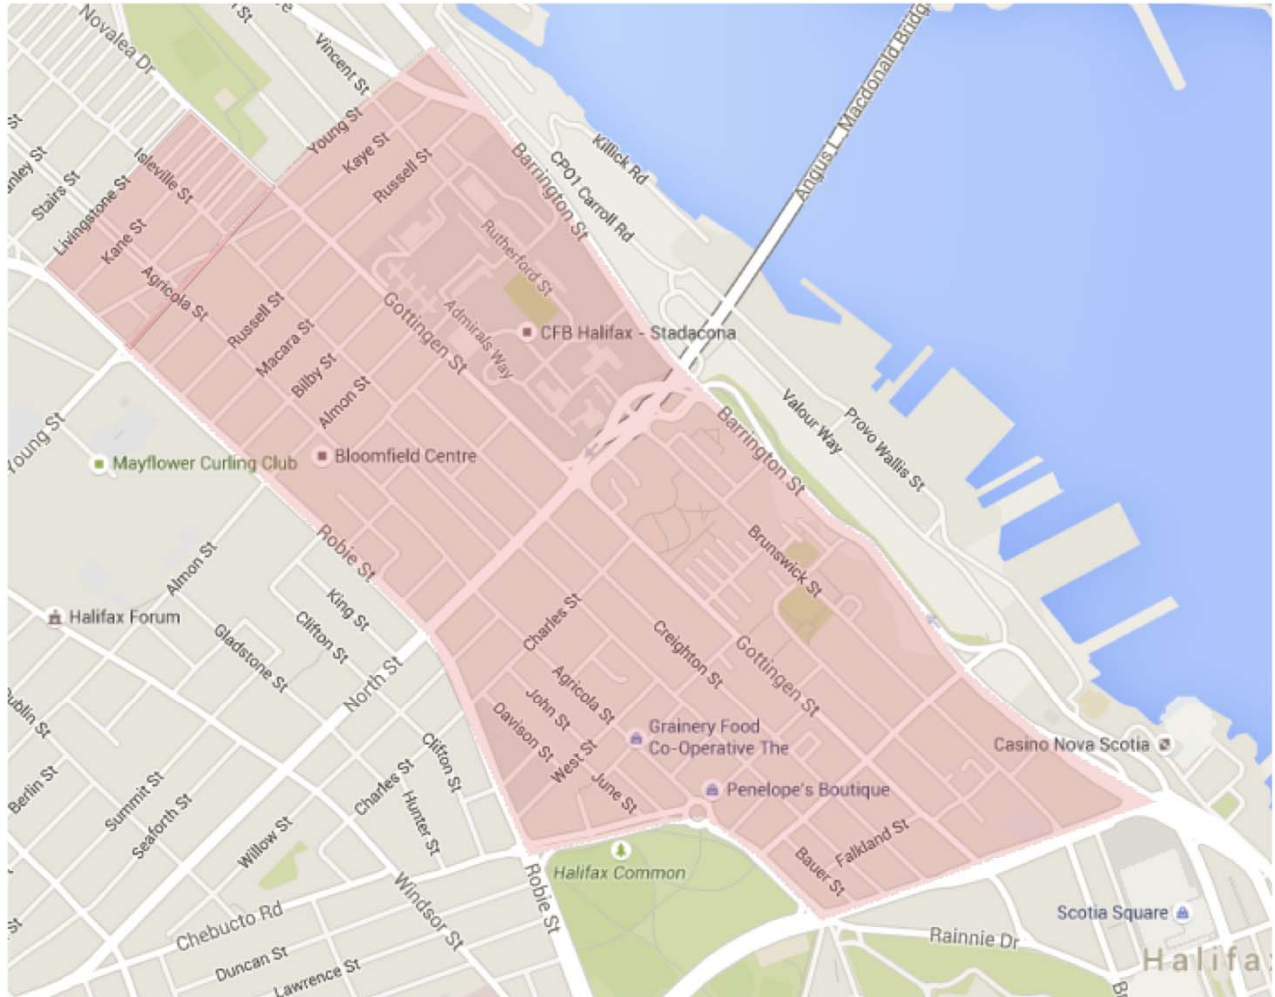 Novalea Dr
St
Vincent St
Young St
Kaye St
Russell St
Isleville St
Stairs St
Livingstone St
Kane St
Agricola St
Barrington St
CPO1 Carroll Rd
Killick Rd
Angus L. Macdonald Bridge
Rutherford St
Admirals Way
Gottingen St
CFB Halifax - Stadacona
Russell St
Macara St
Bilby St
Almon St
Young St
Mayflower Curling Club
Bloomfield Centre
Barrington St
Valour Way
Provo Wallis St
Robie St
Almon St
Brunswick St
Halifax Forum
King St
Clifton St
Gladstone St
North St
Charles St
Creighton St
Gottingen St
Agricola St
John St
Davison St
West St
June St
Grainery Food
Co-Operative The
Casino Nova Scotia
Penelope's Boutique
Clifton St
Charles St
Hunter St
Berlin St
Summit St
Seaforth St
Willow St
Windsor St
Halifax Common
Falkland St
Bauer St
Robie St
Chebucto Rd
Duncan St
Lawrence St
Rainnie Dr
Scotia Square
Halifa